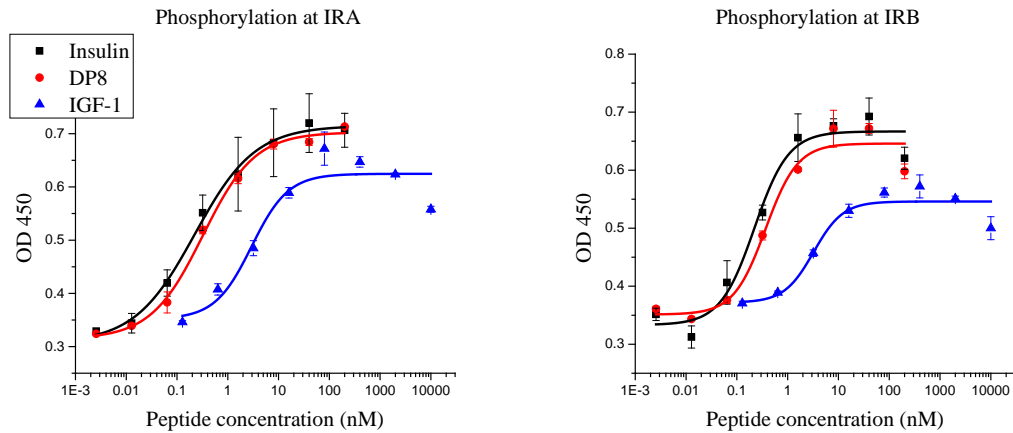 Phosphorylation at IRA
Insulin
DP8
IGF-1
0.7
0.6
0.5
0.4
0.3
OD 450
1E-3 0.01 0.1 1 10 100 1000 10000
Peptide concentration (nM)
Phosphorylation at IRB
0.8
0.7
0.6
0.5
0.4
0.3
OD 450
1E-3 0.01 0.1 1 10 100 1000 10000
Peptide concentration (nM)